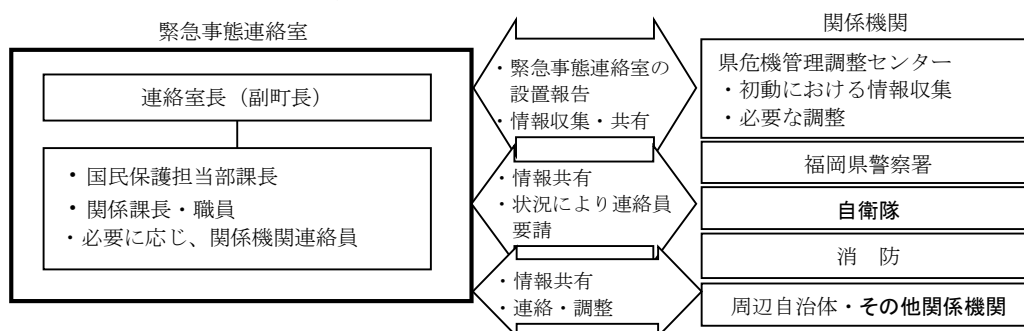 緊急事態連絡室
連絡室長（副町長）
・国民保護担当部課長
・関係課長・職員
・必要に応じ、関係機関連絡員
・緊急事態連絡室の
設置報告
・情報収集・共有
・情報共有
・状況により連絡員
要請
・情報共有
・連絡・調整
関係機関
県危機管理調整センター
・初動における情報収集
・必要な調整
福岡県警察署
自衛隊
消　防
周辺自治体・その他関係機関